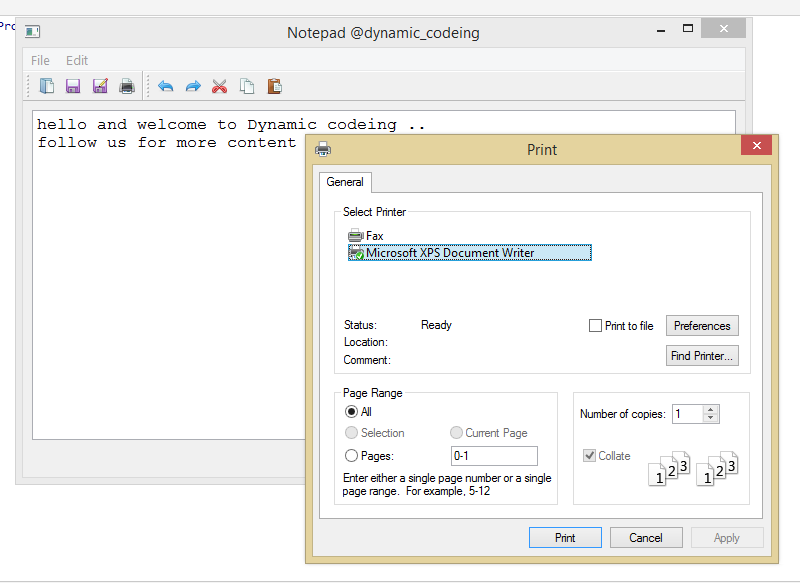 Pro
Notepad @dynamic_codeing
File Edit
hello and welcome to Dynamic codeing ..
follow us for more content
Print
General
Select Printer
Fax
Microsoft XPS Document Writer
Status: Ready
Print to file
Preferences
Location:
Comment:
Find Printer...
Page Range
All
Selection
Current Page
Pages: 0-1
Enter either a single page number or a single
page range. For example, 5-12
Number of copies: 1
Collate
1 2 3 1 2 3
Print Cancel Apply